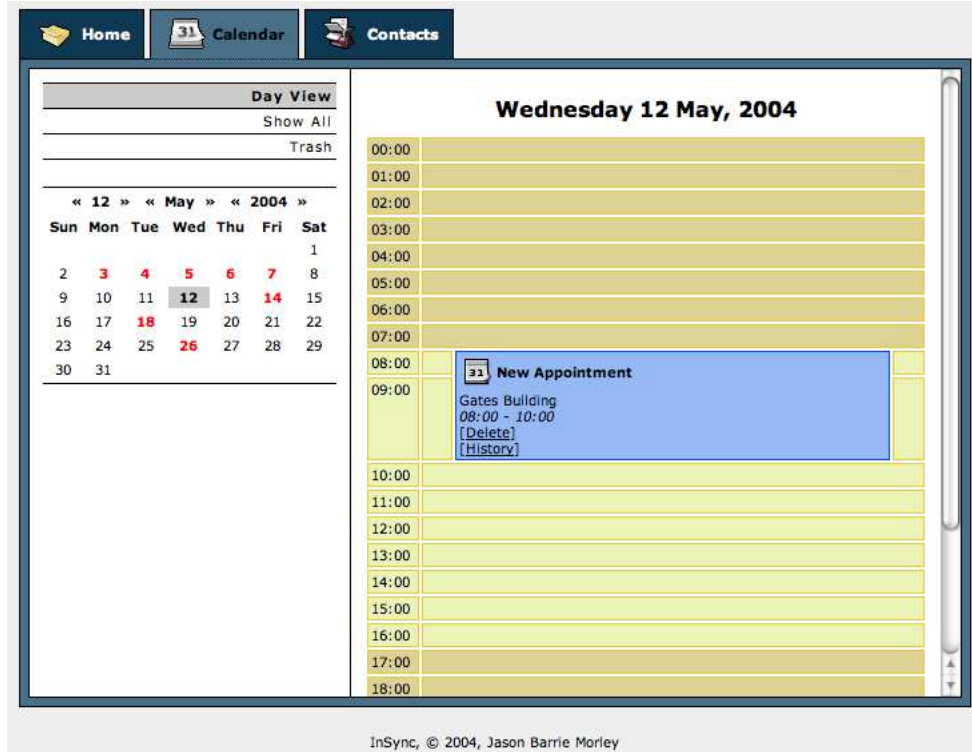 Home
31 Calendar
Contacts
Day View
Show All
Trash
« 12 » « May » « 2004 »
Sun Mon Tue Wed Thu Fri Sat
1
2 3 4 5 6 7 8
9 10 11 12 13 14 15
16 17 18 19 20 21 22
23 24 25 26 27 28 29
30 31
Wednesday 12 May, 2004
00:00
01:00
02:00
03:00
04:00
05:00
06:00
07:00
08:00
09:00
31 New Appointment
Gates Building
08:00 - 10:00
[Delete]
[History]
10:00
11:00
12:00
13:00
14:00
15:00
16:00
17:00
18:00
InSync, © 2004, Jason Barrie Morley